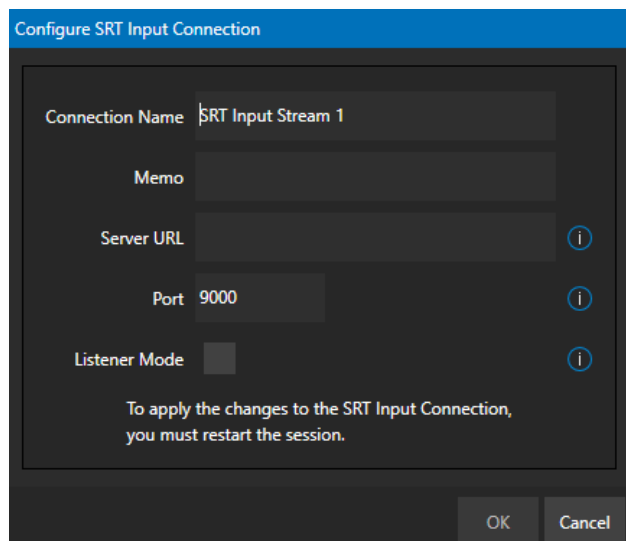 Configure SRT Input Connection
Connection Name SRT Input Stream 1
Memo
Server URL i
Port 9000 i
Listener Mode i
To apply the changes to the SRT Input Connection,
you must restart the session.
OK Cancel